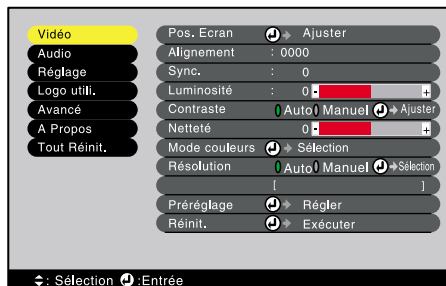 Vidéo
Audio
Réglage
Logo utili.
Avancé
A Propos
Tout Réinit.
Pos. Ecran Ajuster
Alignement : 0000
Sync. : 0
Luminosité : 0 - +
Contraste Auto Manuel Ajuster
Netteté 0 - +
Mode couleurs Sélection
Résolution Auto Manuel Sélection
[ ]
Préréglage Régler
Réinit. Exécuter
: Sélection :Entrée